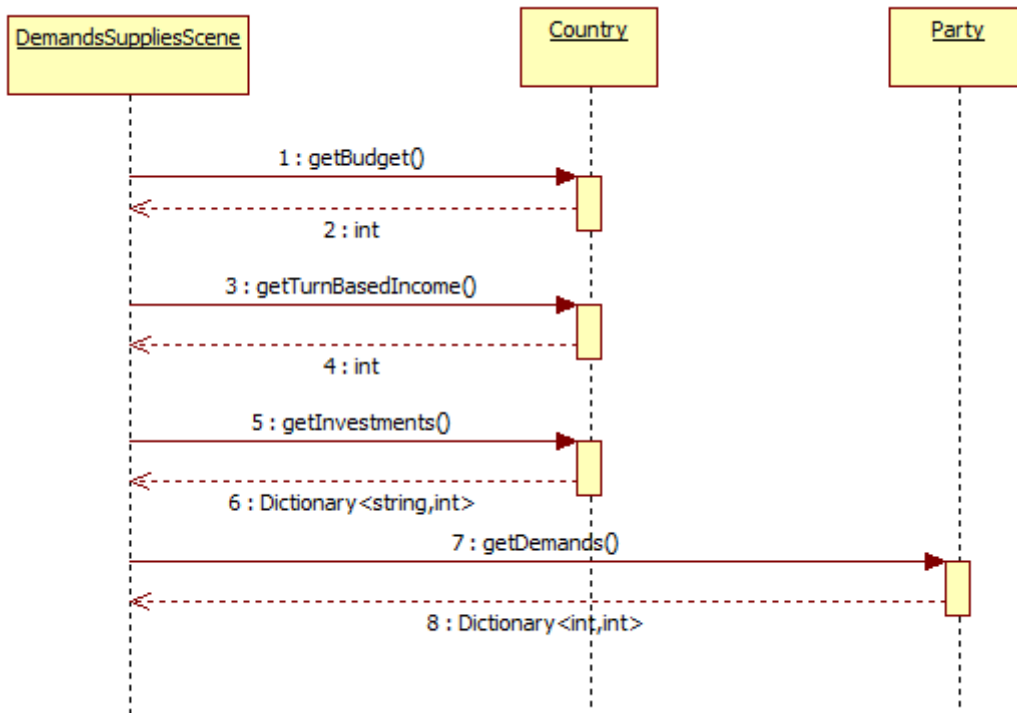 DemandsSuppliesScene
Country
Party
1 : getBudget()
2 : int
3 : getTurnBasedIncome()
4 : int
5 : getInvestments()
6 : Dictionary<string,int>
7 : getDemands()
8 : Dictionary<int,int>